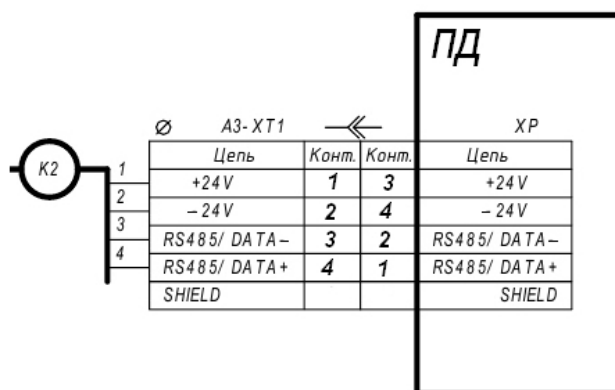 ПД
Ø A3-XT1 XP
Цепь Конт. Конт. Цепь
K2
1 +24V 1 3 +24V
2 –24V 2 4 –24V
3 RS485/ DATA– 3 2 RS485/ DATA–
4 RS485/ DATA+ 4 1 RS485/ DATA+
SHIELD SHIELD